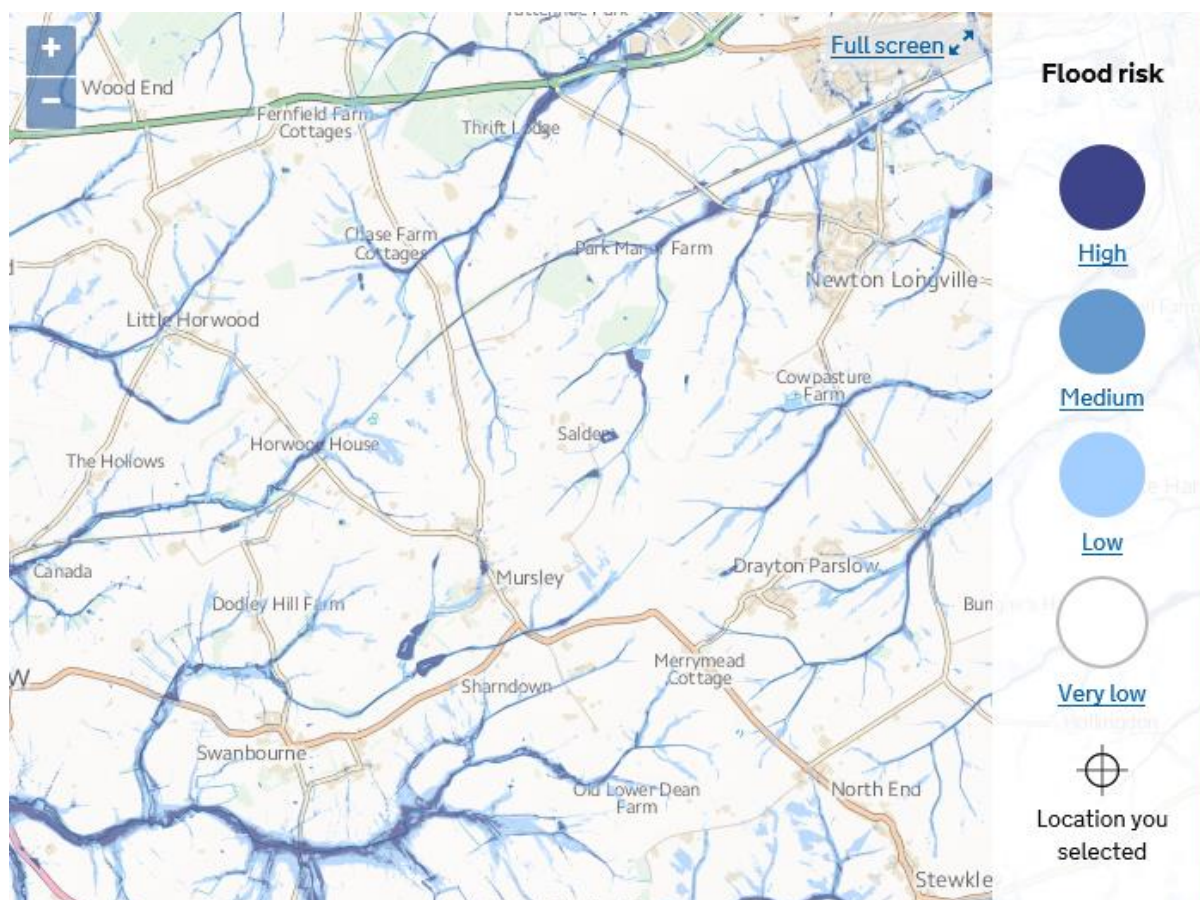 +
Full screen
−
Wood End
Fernfield Farm
Cottages
Thrift Lodge
Chase Farm
Cottages
Park Manor Farm
Newton Longville
Little Horwood
Cowpasture
Farm
Salden
Horwood House
The Hollows
Canada
Mursley
Drayton Parslow
Dodley Hill Farm
Merrymead
Cottage
W
Sharndown
Swanbourne
Old Lower Dean
Farm
North End
Stewkle
Flood risk
High
Medium
Low
Very low
Location you
selected